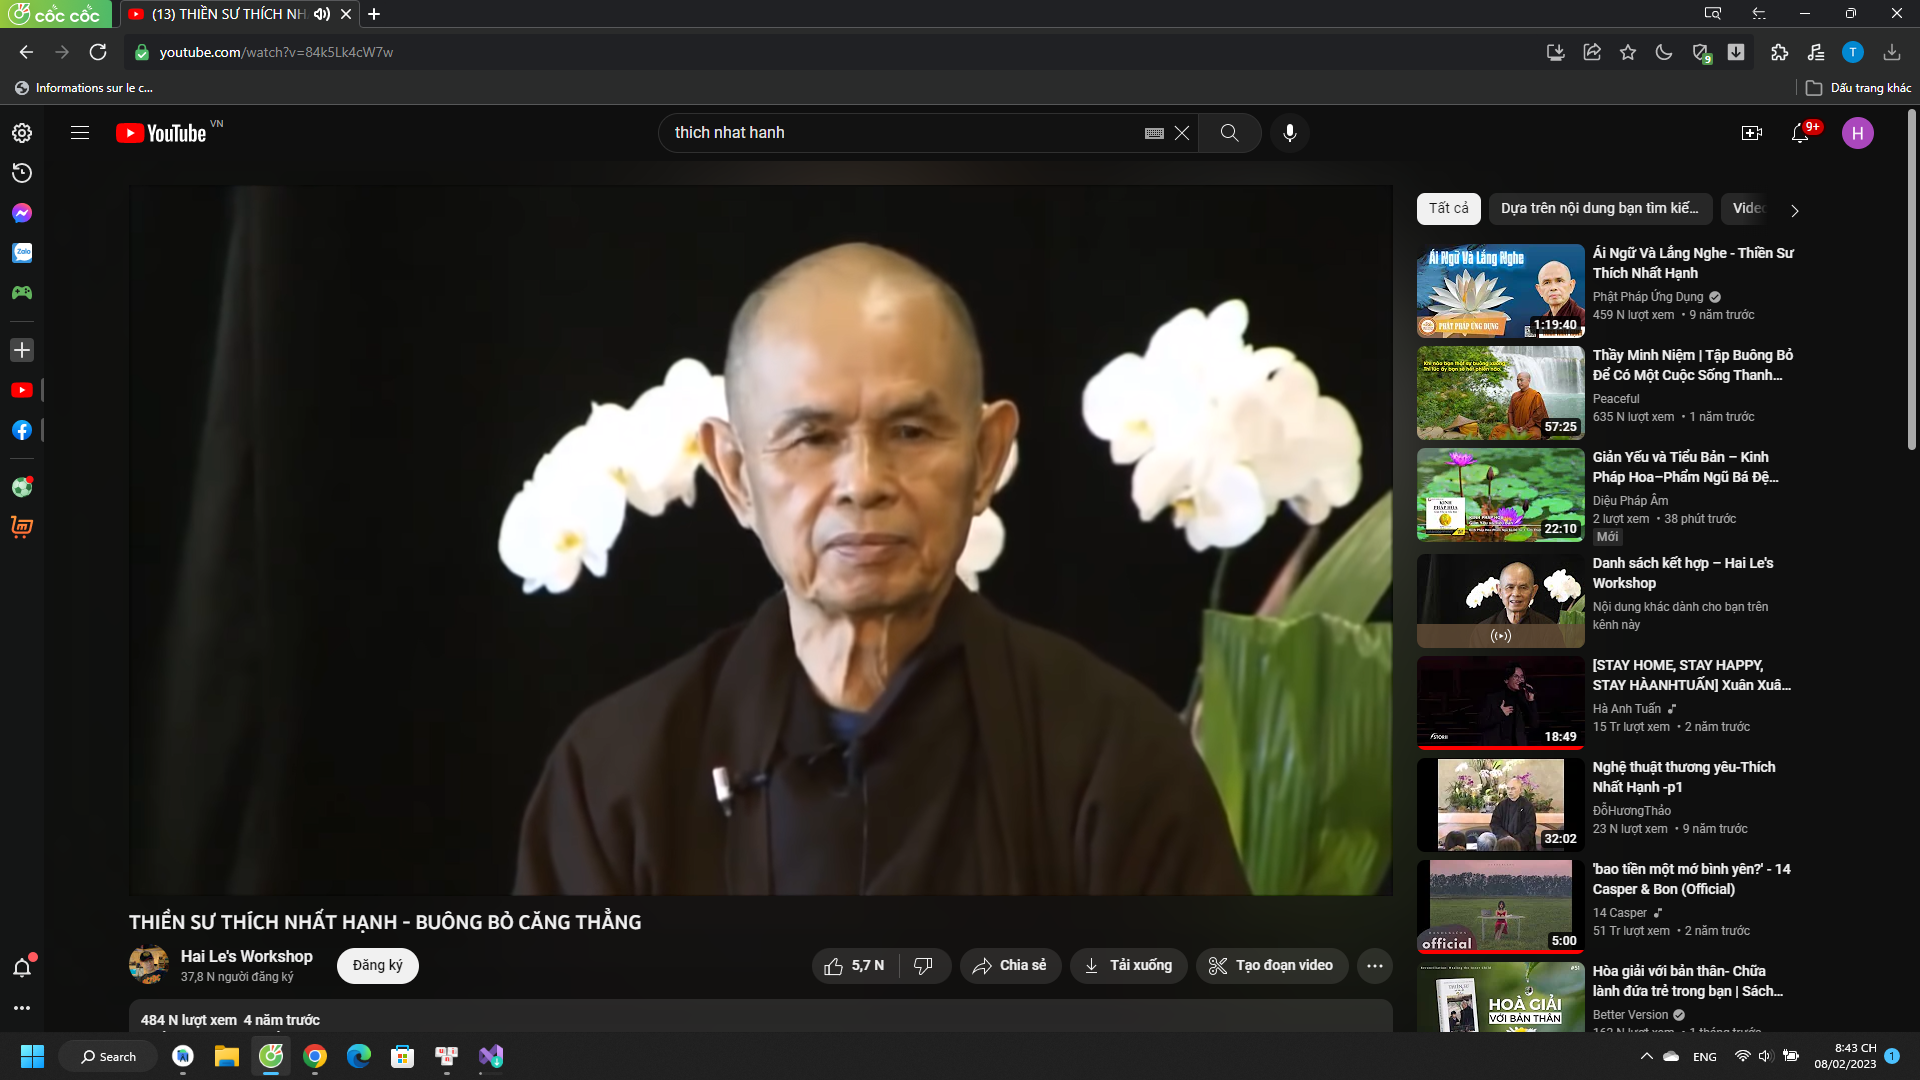 cốc cốc
(13) THIỀN SƯ THÍCH NH
youtube.com/watch?v=84k5Lk4cW7w
9
T
Informations sur le c...
Dấu trang khác
YouTube VN
thich nhat hanh
9+
H
Zalo
Tất cả
Dựa trên nội dung bạn tìm kiế...
Ái Ngữ Và Lắng Nghe
PHẬT PHÁP ỨNG DỤNG
1:19:40
Ái Ngữ Và Lắng Nghe - Thiền Sư
Thích Nhất Hạnh
Phật Pháp Ứng Dụng
459 N lượt xem • 9 năm trước
57:25
Thầy Minh Niệm | Tập Buông Bỏ
Để Có Một Cuộc Sống Thanh...
Peaceful
635 N lượt xem • 1 năm trước
22:10
Giản Yếu và Tiểu Bản – Kinh
Pháp Hoa–Phẩm Ngũ Bá Đệ...
Diệu Pháp Âm
2 lượt xem • 38 phút trước
Mới
Danh sách kết hợp – Hai Le's
Workshop
Nội dung khác dành cho bạn trên
kênh này
18:49
[STAY HOME, STAY HAPPY,
STAY HÀANHTUẤN] Xuân Xuâ...
Hà Anh Tuấn
15 Tr lượt xem • 2 năm trước
32:02
Nghệ thuật thương yêu-Thích
Nhất Hạnh -p1
ĐỗHươngThảo
23 N lượt xem • 9 năm trước
official
5:00
'bao tiền một mớ bình yên?' - 14
Casper & Bon (Official)
14 Casper
51 Tr lượt xem • 2 năm trước
#51
HOÀ GIẢI
VỚI BẢN THÂN
Hòa giải với bản thân- Chữa
lành đứa trẻ trong bạn | Sách...
Better Version
THIỀN SƯ THÍCH NHẤT HẠNH - BUÔNG BỎ CĂNG THẲNG
Hai Le's Workshop
37,8 N người đăng ký
Đăng ký
5,7 N
Chia sẻ
Tải xuống
Tạo đoạn video
484 N lượt xem 4 năm trước
Search
ENG
8:43 CH
08/02/2023
1